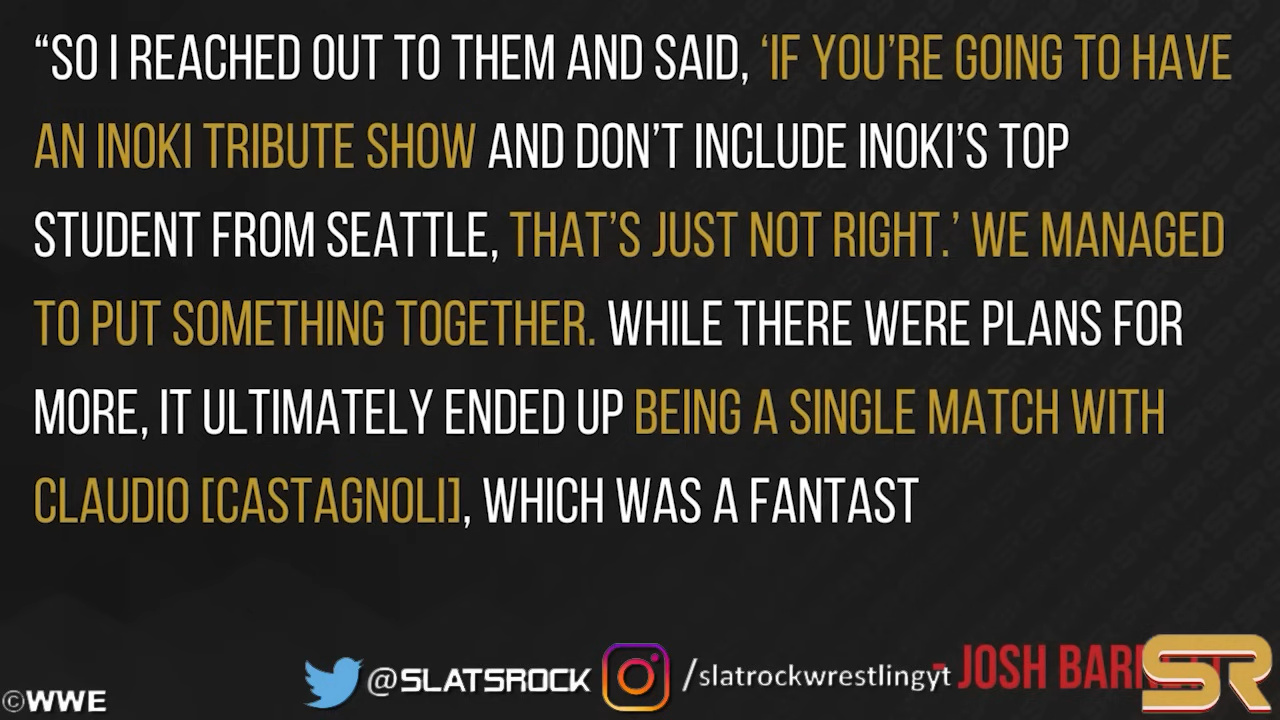 “SO I REACHED OUT TO THEM AND SAID, ‘IF YOU’RE GOING TO HAVE
AN INOKI TRIBUTE SHOW AND DON’T INCLUDE INOKI’S TOP
STUDENT FROM SEATTLE, THAT’S JUST NOT RIGHT.’ WE MANAGED
TO PUT SOMETHING TOGETHER. WHILE THERE WERE PLANS FOR
MORE, IT ULTIMATELY ENDED UP BEING A SINGLE MATCH WITH
CLAUDIO [CASTAGNOLI], WHICH WAS A FANTAST
- JOSH
@SLATSROCK
/slatrockwrestlingyt
SR
©WWE